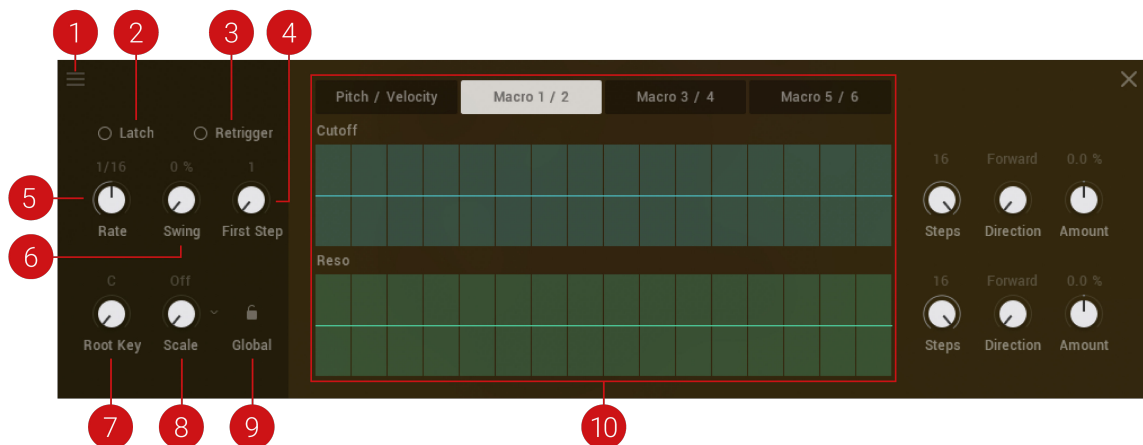 1 2 3 4
Pitch / Velocity Macro 1 / 2 Macro 3 / 4 Macro 5 / 6
Latch Retrigger
Cutoff
1/16 0 % 1
16 Forward 0.0 %
5
Rate Swing First Step
Steps Direction Amount
6
Reso
C Off
16 Forward 0.0 %
Root Key Scale Global
Steps Direction Amount
7 8 9 10